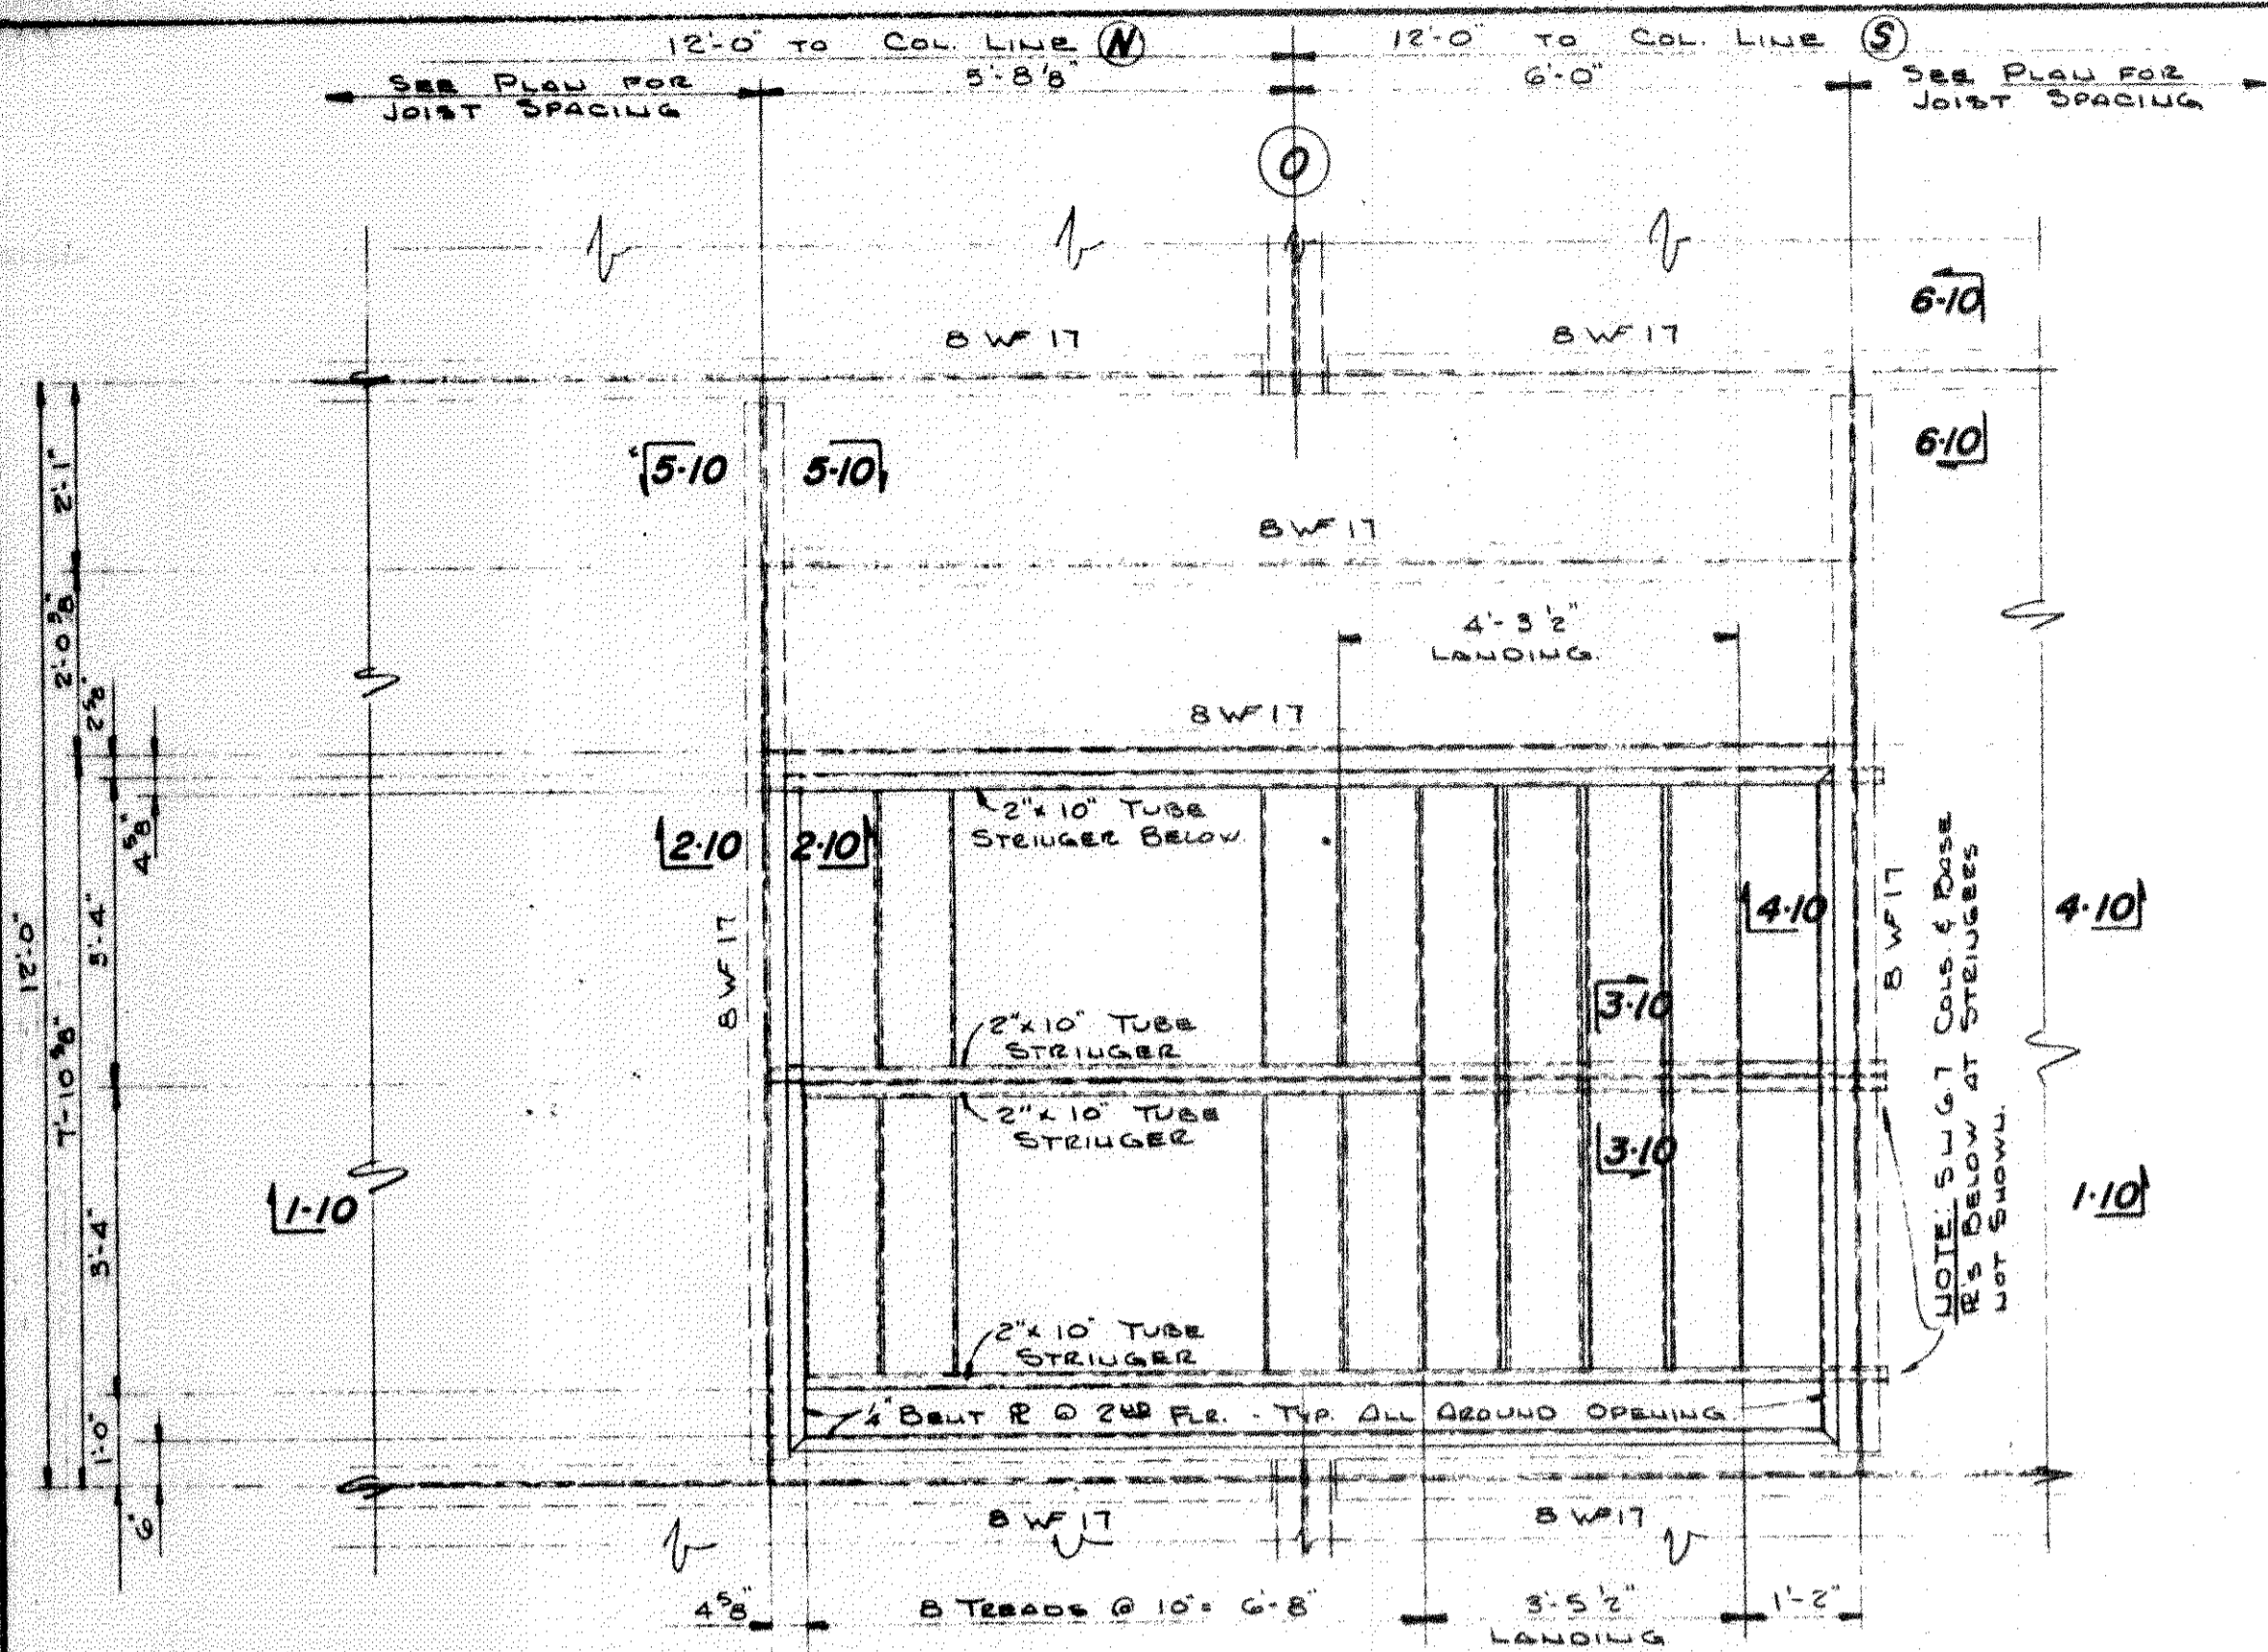 12'-0" TO COL. LINE N
12'-0" TO COL. LINE S
SEE PLAN FOR
JOIST SPACING
5'-8 1/8"
6'-0"
SEE PLAN FOR
JOIST SPACING
O
6-10
8 WF 17
8 WF 17
6-10
5-10
5-10
8 WF 17
2'-1"
2'-0 5/8"
2 5/8"
4 5/8"
4'-3 1/2"
LANDING.
8 WF 17
2" x 10" TUBE
STRINGER BELOW.
2-10
2-10
4-10
4-10
12'-0"
7'-10 5/8"
3'-4"
8 WF 17
8 WF 17
3-10
2" x 10" TUBE
STRINGER
2" x 10" TUBE
STRINGER
3-10
NOTE: 5 U 6.7 COLS. & BASE
PL's BELOW AT STRINGERS
NOT SHOWN.
1-10
1-10
3'-4"
2" x 10" TUBE
STRINGER
1/4" BENT PL @ 2ND FLR. - TYP. ALL AROUND OPENING.
1'-0"
6"
8 WF 17
8 WF 17
4 5/8"
8 TREADS @ 10" = 6'-8"
3'-5 1/2"
LANDING
1'-2"